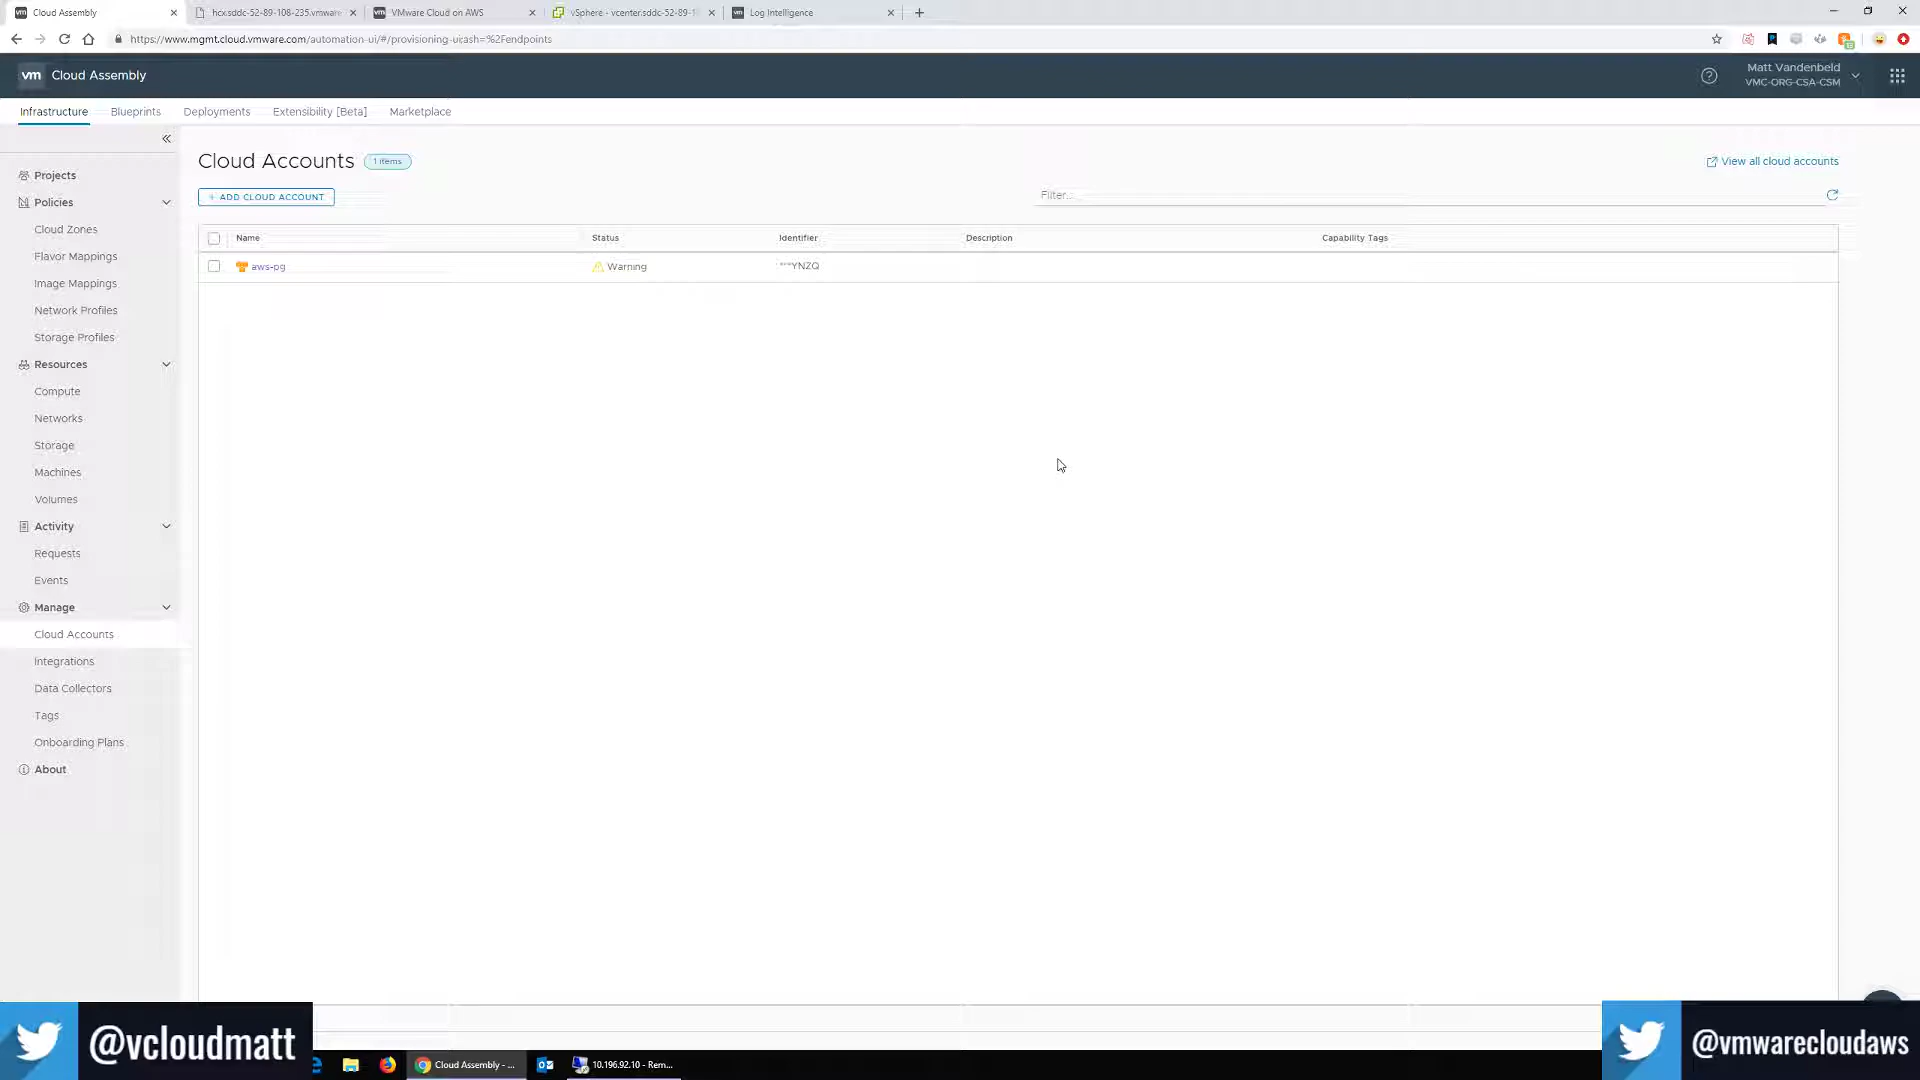 Cloud Assembly
hcx.sddc-52-89-108-235.vmware
VMware Cloud on AWS
vSphere - vcenter.sddc-52-89-1
Log Intelligence
https://www.mgmt.cloud.vmware.com/automation-ui/#/provisioning-ui;ash=%2Fendpoints
vm Cloud Assembly
Matt Vandenbeld
VMC-ORG-CSA-CSM
Infrastructure
Blueprints
Deployments
Extensibility [Beta]
Marketplace
Projects
Policies
Cloud Zones
Flavor Mappings
Image Mappings
Network Profiles
Storage Profiles
Resources
Compute
Networks
Storage
Machines
Volumes
Activity
Requests
Events
Manage
Cloud Accounts
Integrations
Data Collectors
Tags
Onboarding Plans
About
Cloud Accounts 1 items
View all cloud accounts
+ ADD CLOUD ACCOUNT
Filter...
Name Status Identifier Description Capability Tags
aws-pg Warning ***YNZQ
@vcloudmatt
Cloud Assembly - ...
10.196.92.10 - Rem...
@vmwarecloudaws